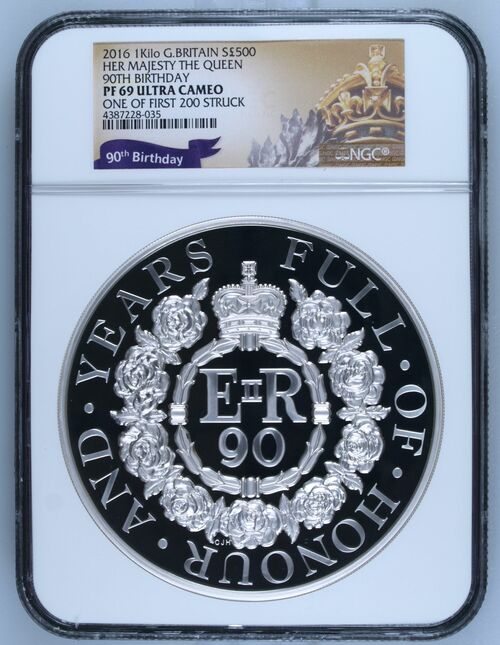 2016 1Kilo G.BRITAIN S£500
HER MAJESTY THE QUEEN
90TH BIRTHDAY
PF 69 ULTRA CAMEO
ONE OF FIRST 200 STRUCK
4387228-035
90th Birthday
NGC®
FULL · OF · HONOUR · AND · YEARS
EIIR
90
CJH